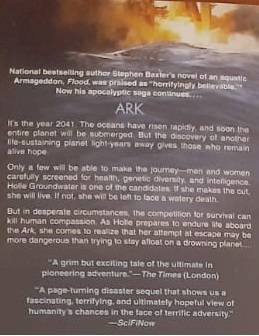 National bestselling author Stephen Baxter's novel of an aquatic
Armageddon, Flood, was praised as "horrifyingly believable."*
Now his apocalyptic saga continues....
ARK
It's the year 2041. The oceans have risen rapidly, and soon the
entire planet will be submerged. But the discovery of another
life-sustaining planet light-years away gives those who remain
alive hope.
Only a few will be able to make the journey—men and women
carefully screened for health, genetic diversity, and intelligence.
Holle Groundwater is one of the candidates. If she makes the cut,
she will live. If not, she will be left to face a watery death.
But in desperate circumstances, the competition for survival can
kill human compassion. As Holle prepares to endure life aboard
the Ark, she comes to realize that her attempt at escape may be
more dangerous than trying to stay afloat on a drowning planet....
"A grim but exciting tale of the ultimate in
pioneering adventure."—The Times (London)
"A page-turning disaster sequel that shows us a
fascinating, terrifying, and ultimately hopeful view of
humanity's chances in the face of terrific adversity."
—SciFiNow